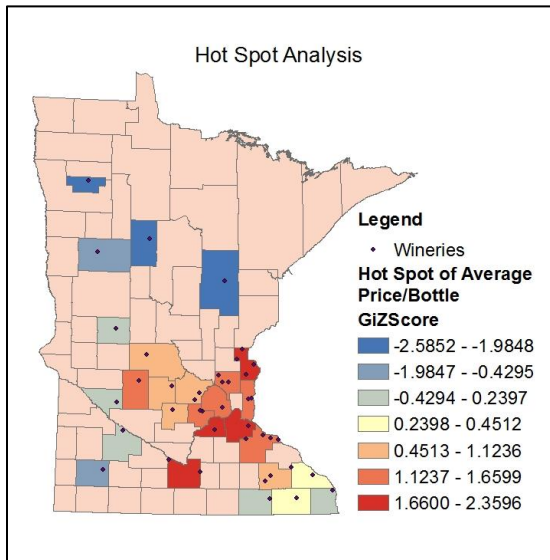 Hot Spot Analysis
Legend
Wineries
Hot Spot of Average
Price/Bottle
GiZScore
-2.5852 - -1.9848
-1.9847 - -0.4295
-0.4294 - 0.2397
0.2398 - 0.4512
0.4513 - 1.1236
1.1237 - 1.6599
1.6600 - 2.3596